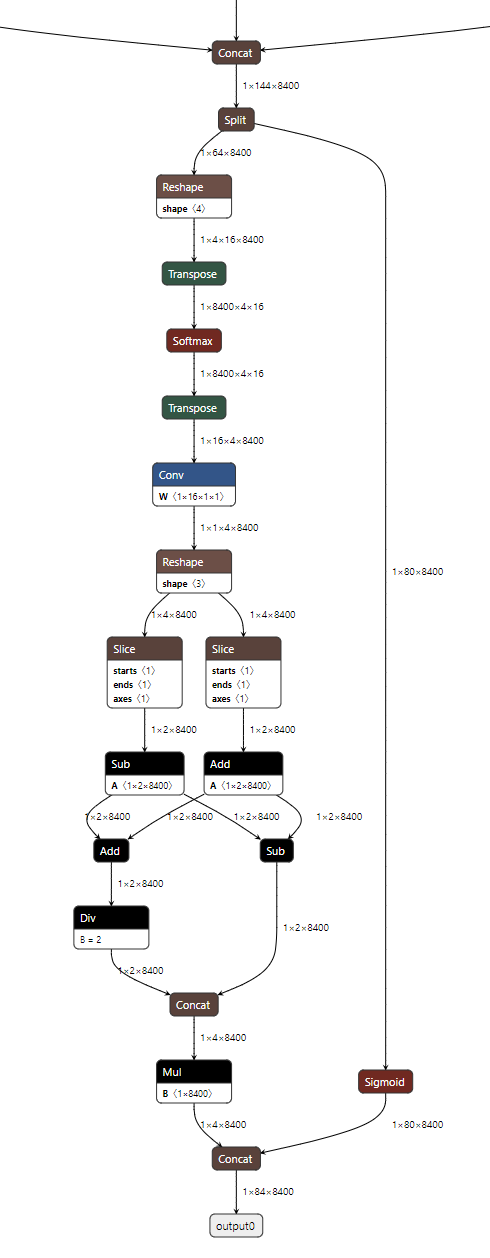 Concat
1×144×8400
Split
1×64×8400
Reshape
shape 〈4〉
1×4×16×8400
Transpose
1×8400×4×16
Softmax
1×8400×4×16
Transpose
1×16×4×8400
Conv
W 〈1×16×1×1〉
1×1×4×8400
Reshape
shape 〈3〉
1×80×8400
1×4×8400
1×4×8400
Slice
starts 〈1〉
ends 〈1〉
axes 〈1〉
Slice
starts 〈1〉
ends 〈1〉
axes 〈1〉
1×2×8400
1×2×8400
Sub
A 〈1×2×8400〉
Add
A 〈1×2×8400〉
1×2×8400
1×2×8400
1×2×8400
1×2×8400
Add
Sub
1×2×8400
Div
B = 2
1×2×8400
1×2×8400
Concat
1×4×8400
Mul
B 〈1×8400〉
Sigmoid
1×4×8400
1×80×8400
Concat
1×84×8400
output0